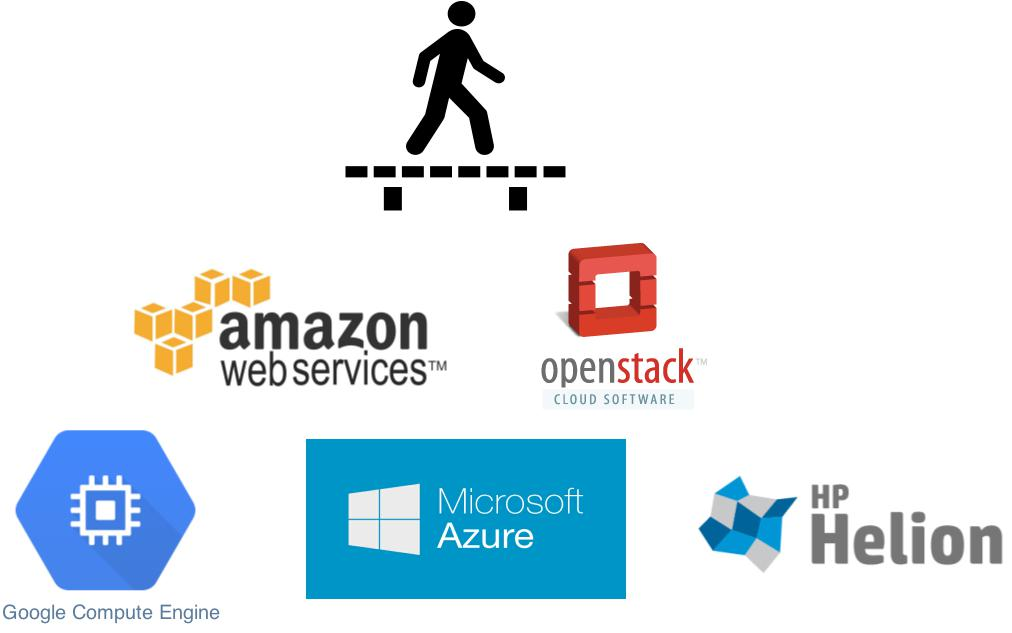 amazon
web services™
openstack™
CLOUD SOFTWARE
Microsoft
Azure
HP
Helion
Google Compute Engine